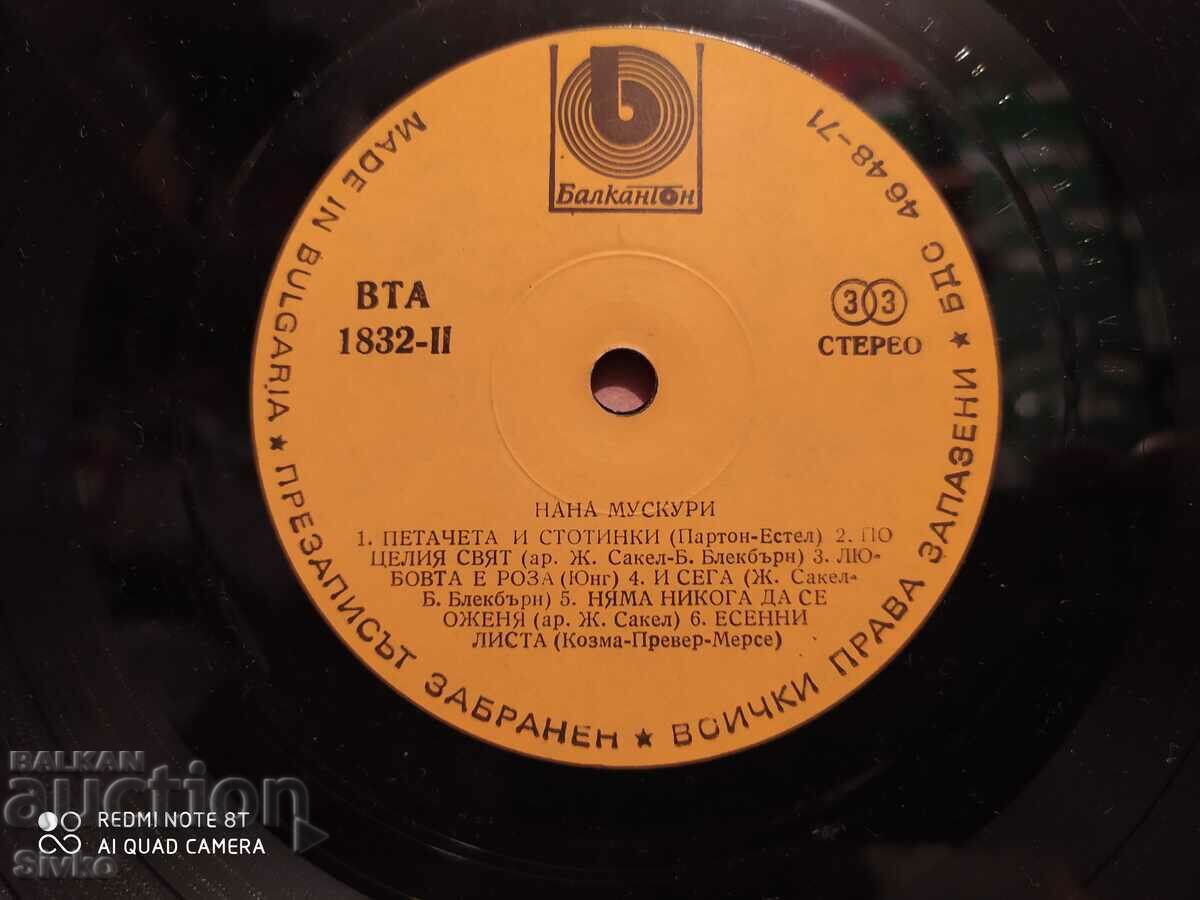 Балкантон
MADE IN BULGARIA ★ ПРЕЗАПИСЪТ ЗАБРАНЕН ★ ВСИЧКИ ПРАВА ЗАПАЗЕНИ ★ БДС 4648-71
ВТА
1832-II
33
СТЕРЕО
НАНА МУСКУРИ
1. ПЕТАЧЕТА И СТОТИНКИ (Партон-Естел) 2. ПО
ЦЕЛИЯ СВЯТ (ар. Ж. Сакел-Б. Блекбърн) 3. ЛЮ-
БОВТА Е РОЗА (Юнг) 4. И СЕГА (Ж. Сакел-
Б. Блекбърн) 5. НЯМА НИКОГА ДА СЕ
ОЖЕНЯ (ар. Ж. Сакел) 6. ЕСЕННИ
ЛИСТА (Козма-Превер-Мерсе)
BALKAN
auction
REDMI NOTE 8T
AI QUAD CAMERA
Sivko